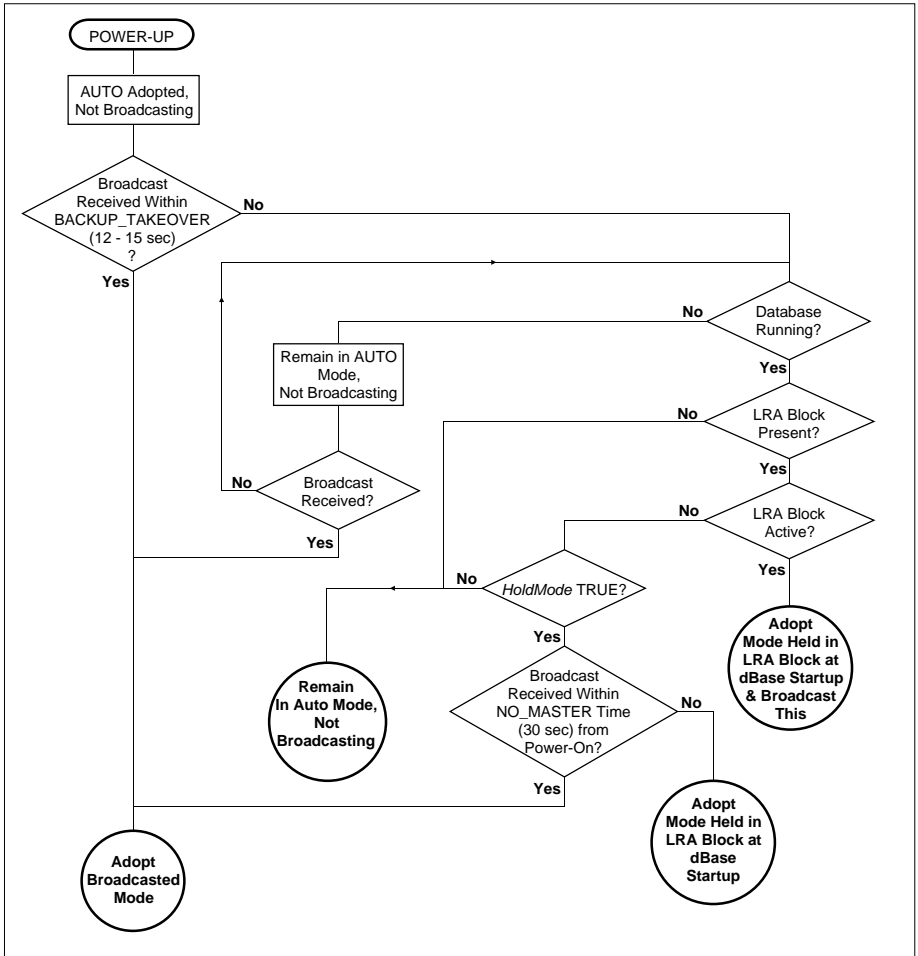 POWER-UP
AUTO Adopted,
Not Broadcasting
Broadcast
Received Within
BACKUP_TAKEOVER
(12 - 15 sec)
?
No
Yes
Database
Running?
No
Yes
Remain in AUTO
Mode,
Not Broadcasting
LRA Block
Present?
No
Yes
Broadcast
Received?
No
Yes
LRA Block
Active?
No
Yes
HoldMode TRUE?
No
Yes
Adopt
Mode Held in
LRA Block at
dBase Startup
& Broadcast
This
Remain
In Auto Mode,
Not
Broadcasting
Broadcast
Received Within
NO_MASTER Time
(30 sec) from
Power-On?
No
Yes
Adopt
Mode Held in
LRA Block at
dBase
Startup
Adopt
Broadcasted
Mode